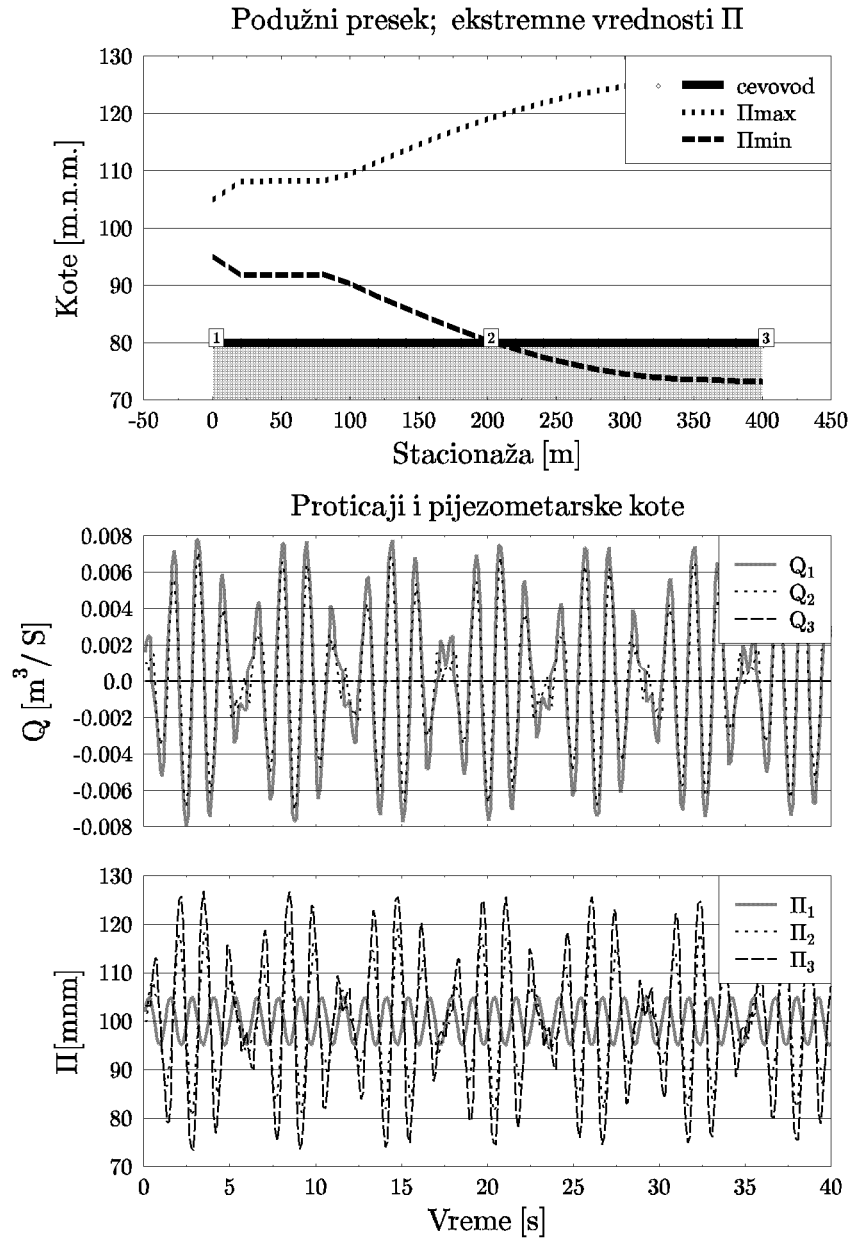 Podužni presek; ekstremne vrednosti Π
130
120
110
100
90
80
70
Kote [m.n.m.]
cevovod
Πmax
Πmin
1
2
3
-50 0 50 100 150 200 250 300 350 400 450
Stacionaža [m]
Proticaji i pijezometarske kote
0.008
0.006
0.004
0.002
0.0
-0.002
-0.004
-0.006
-0.008
Q [m³/S]
Q₁
Q₂
Q₃
130
120
110
100
90
80
70
Π[mnm]
Π₁
Π₂
Π₃
0 5 10 15 20 25 30 35 40
Vreme [s]